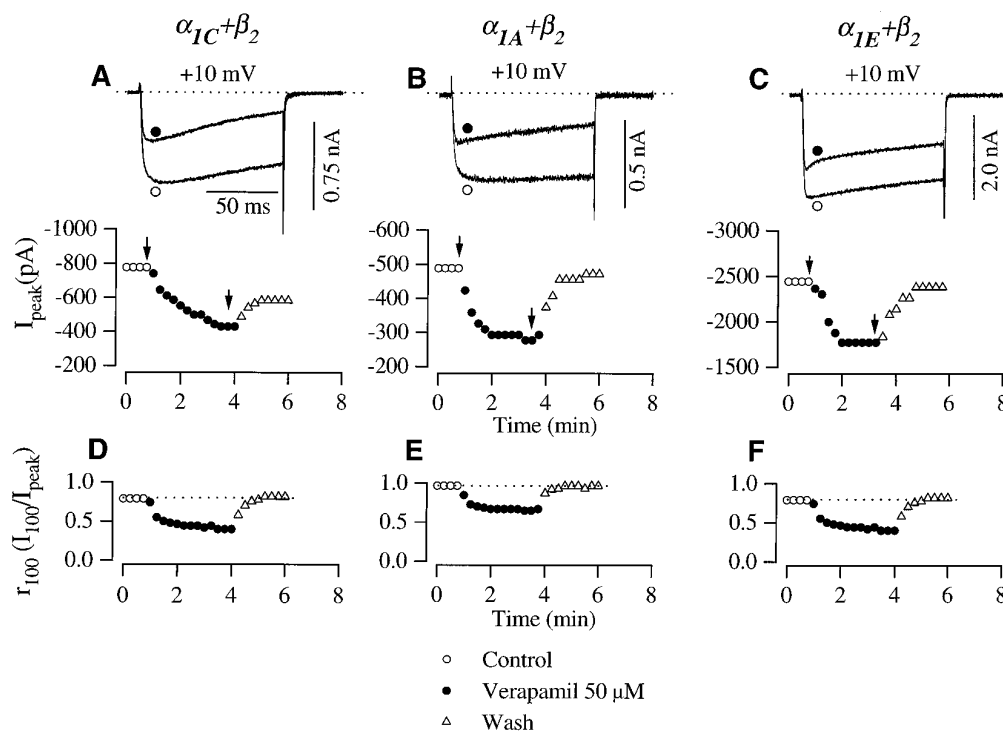 α1C+β2
α1A+β2
α1E+β2
A
+10 mV
B
+10 mV
C
+10 mV
50 ms
0.75 nA
0.5 nA
2.0 nA
Ipeak(pA)
-1000
-800
-600
-400
-200
0 2 4 6 8
-600
-500
-400
-300
-200
0 2 4 6 8
Time (min)
-3000
-2500
-2000
-1500
0 2 4 6 8
D
E
F
r100 (I100/Ipeak)
1.0
0.5
0.0
0 2 4 6 8
1.0
0.5
0.0
0 2 4 6 8
Time (min)
1.0
0.5
0.0
0 2 4 6 8
Control
Verapamil 50 μM
Wash